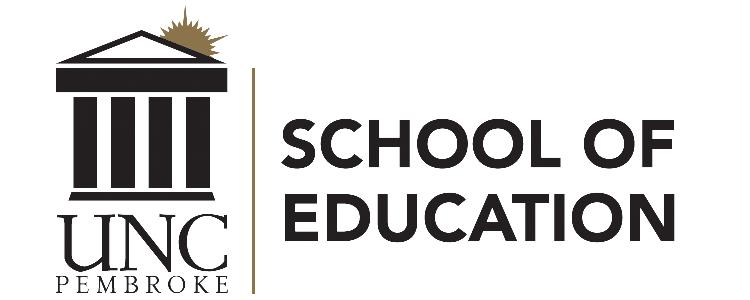 UNC
PEMBROKE
SCHOOL OF
EDUCATION